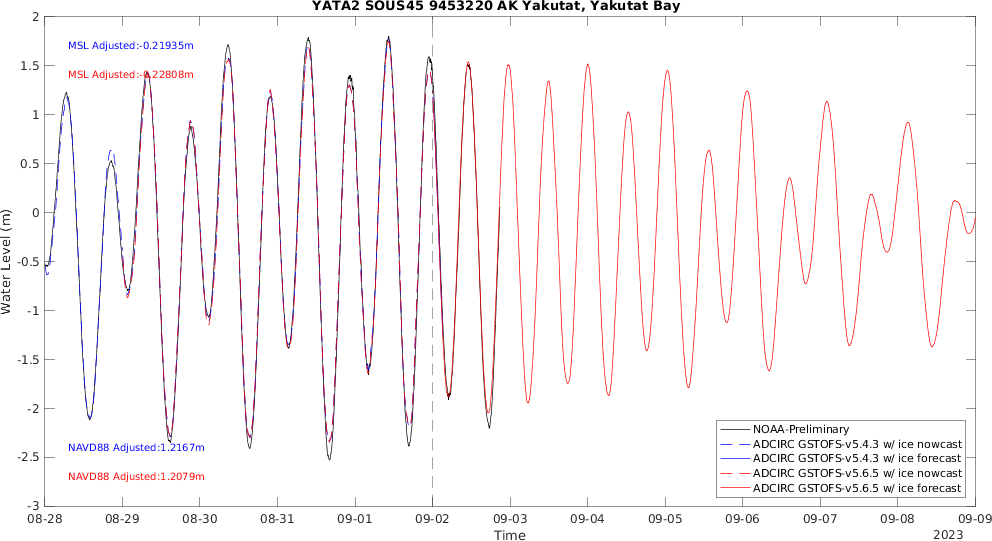 YATA2 SOUS45 9453220 AK Yakutat, Yakutat Bay
MSL Adjusted:-0.21935m
MSL Adjusted:-0.22808m
NAVD88 Adjusted:1.2167m
NAVD88 Adjusted:1.2079m
Water Level (m)
2
1.5
1
0.5
0
-0.5
-1
-1.5
-2
-2.5
-3
NOAA-Preliminary
ADCIRC GSTOFS-v5.4.3 w/ ice nowcast
ADCIRC GSTOFS-v5.4.3 w/ ice forecast
ADCIRC GSTOFS-v5.6.5 w/ ice nowcast
ADCIRC GSTOFS-v5.6.5 w/ ice forecast
08-28 08-29 08-30 08-31 09-01 09-02 09-03 09-04 09-05 09-06 09-07 09-08 09-09
Time
2023